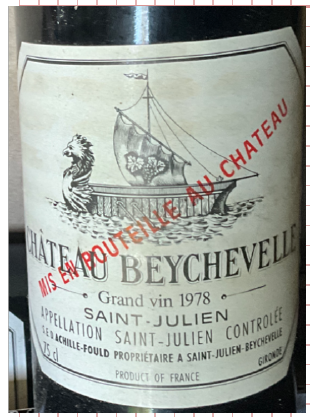 MIS EN BOUTEILLE AU CHATEAU
CHÂTEAU BEYCHEVELLE
Grand vin 1978
SAINT-JULIEN
APPELLATION SAINT-JULIEN CONTROLÉE
ACHILLE-FOULD PROPRIÉTAIRE A SAINT-JULIEN-BEYCHEVELLE
75 cl
GIRONDE
PRODUCT OF FRANCE